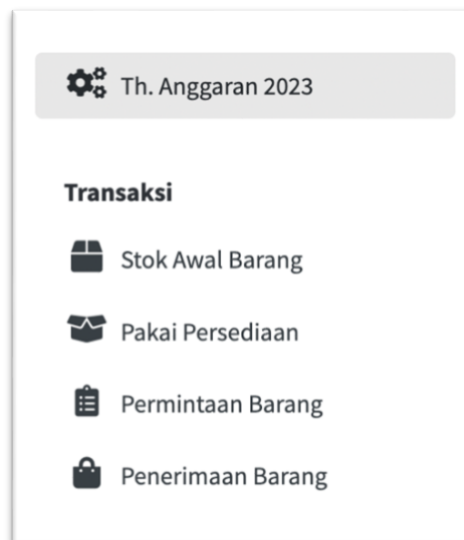 Th. Anggaran 2023
Transaksi
Stok Awal Barang
Pakai Persediaan
Permintaan Barang
Penerimaan Barang